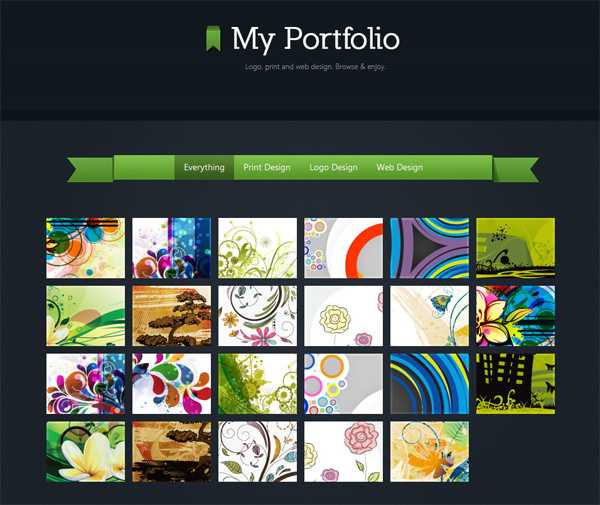 My Portfolio
Logo, print and web design. Browse & enjoy.
Everything Print Design Logo Design Web Design